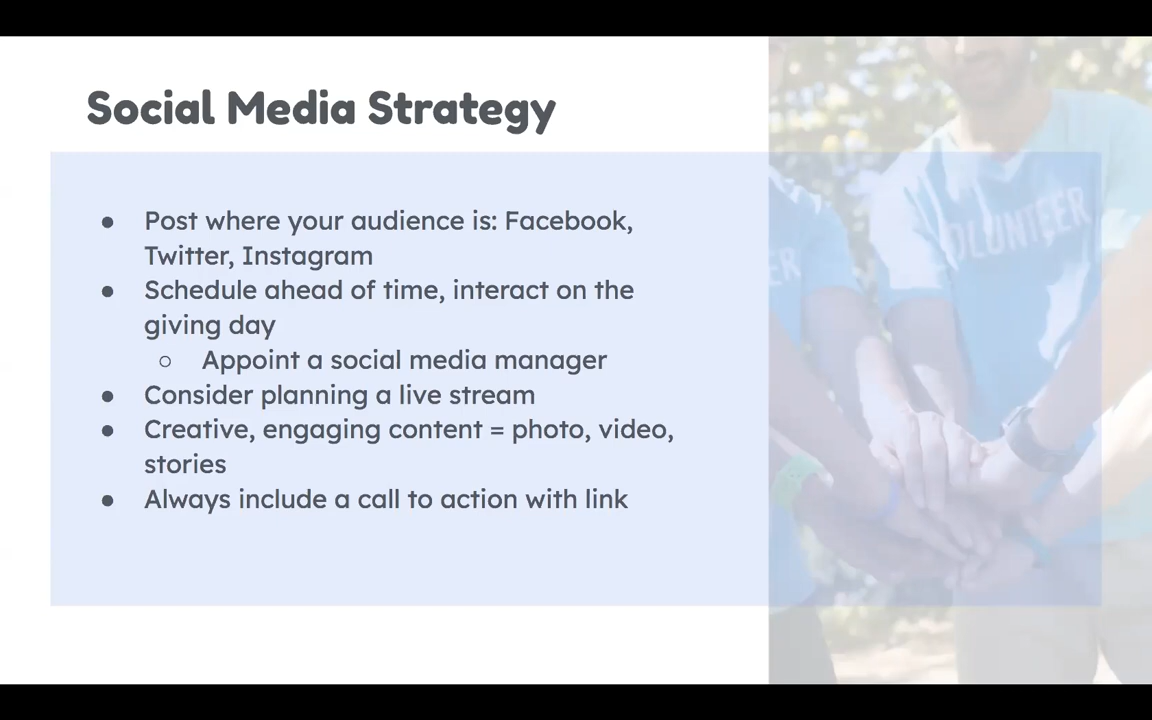 Social Media Strategy
● Post where your audience is: Facebook,
Twitter, Instagram
● Schedule ahead of time, interact on the
giving day
○ Appoint a social media manager
● Consider planning a live stream
● Creative, engaging content = photo, video,
stories
● Always include a call to action with link
VOLUNTEER
ER